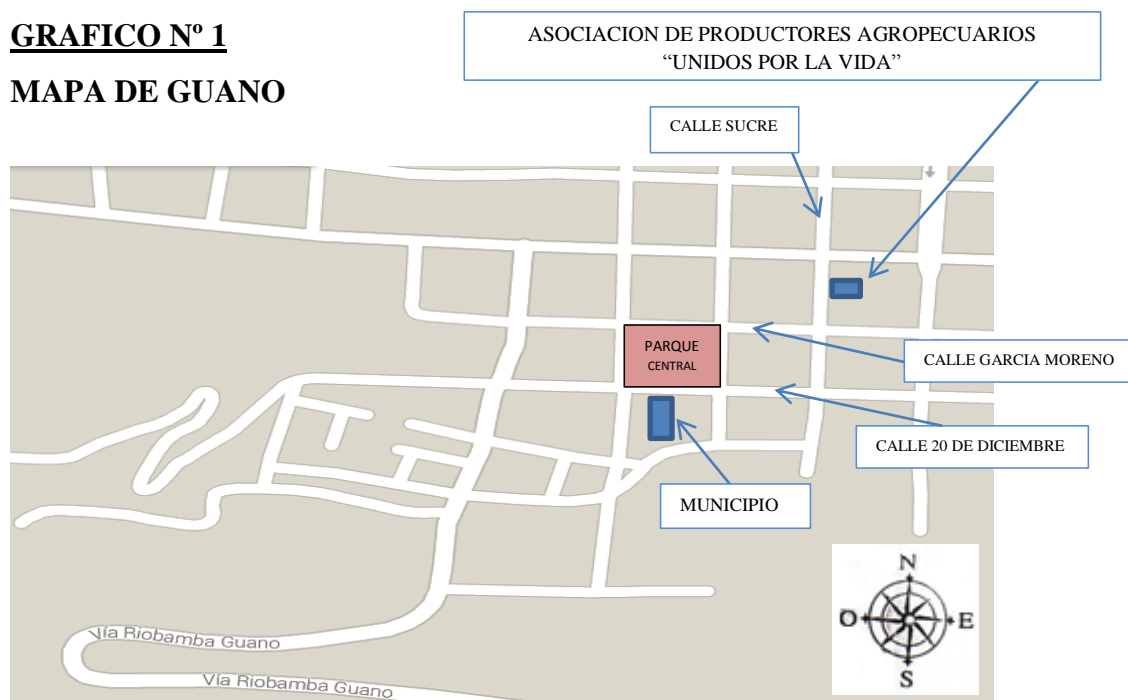 GRAFICO Nº 1
MAPA DE GUANO
ASOCIACION DE PRODUCTORES AGROPECUARIOS
“UNIDOS POR LA VIDA”
CALLE SUCRE
PARQUE
CENTRAL
CALLE GARCIA MORENO
CALLE 20 DE DICIEMBRE
MUNICIPIO
N
O
E
S
Vía Riobamba Guano
Vía Riobamba Guano